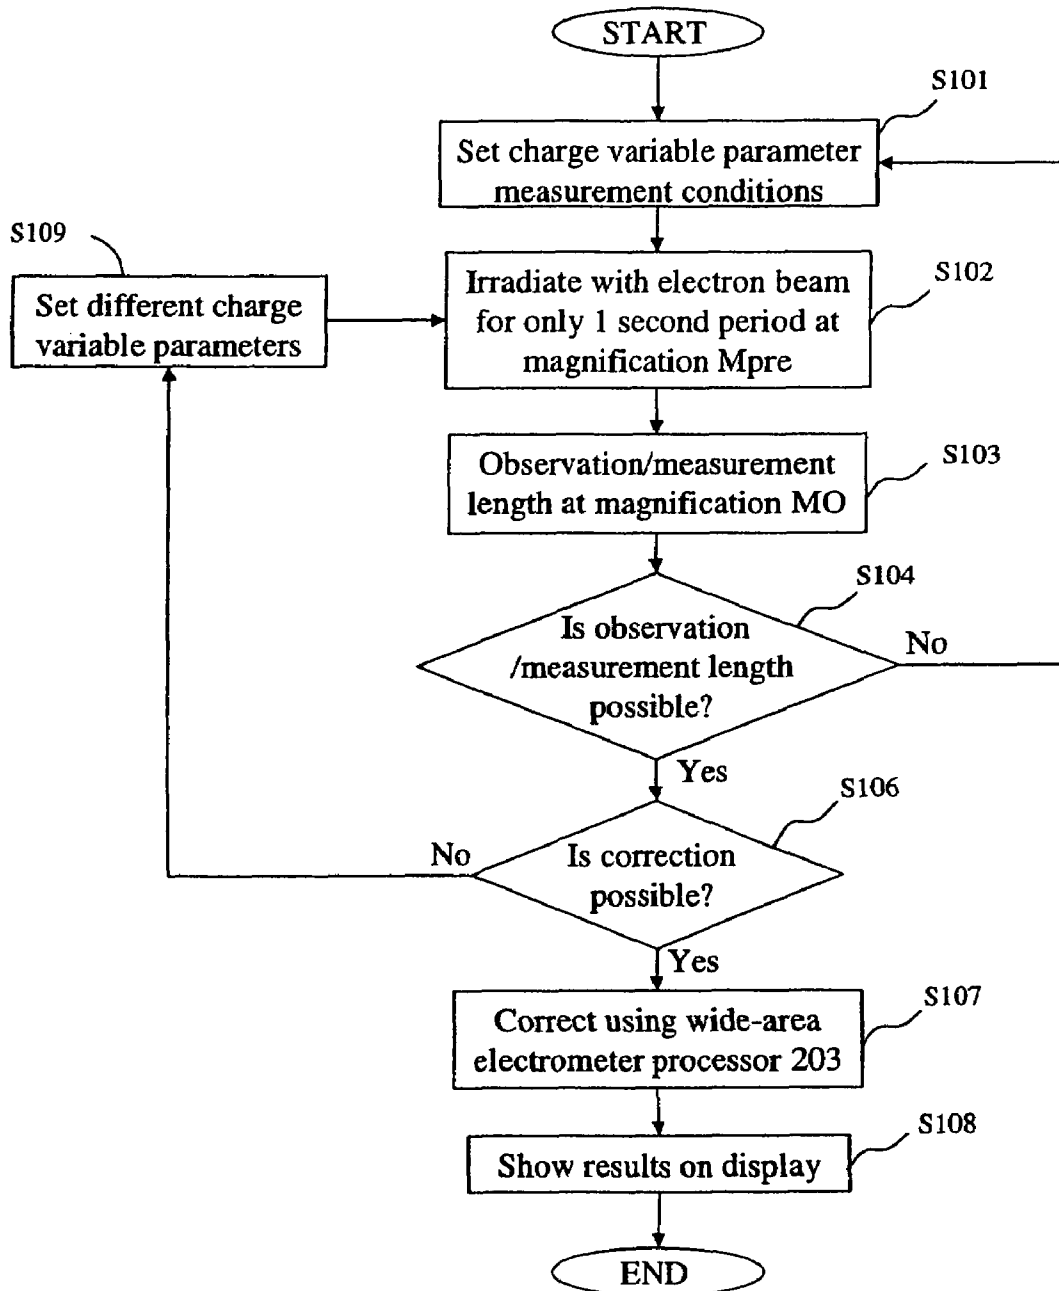 START
S101
Set charge variable parameter
measurement conditions
S109
Set different charge
variable parameters
S102
Irradiate with electron beam
for only 1 second period at
magnification Mpre
S103
Observation/measurement
length at magnification MO
S104
Is observation
/measurement length
possible?
No
Yes
S106
Is correction
possible?
No
Yes
S107
Correct using wide-area
electrometer processor 203
S108
Show results on display
END